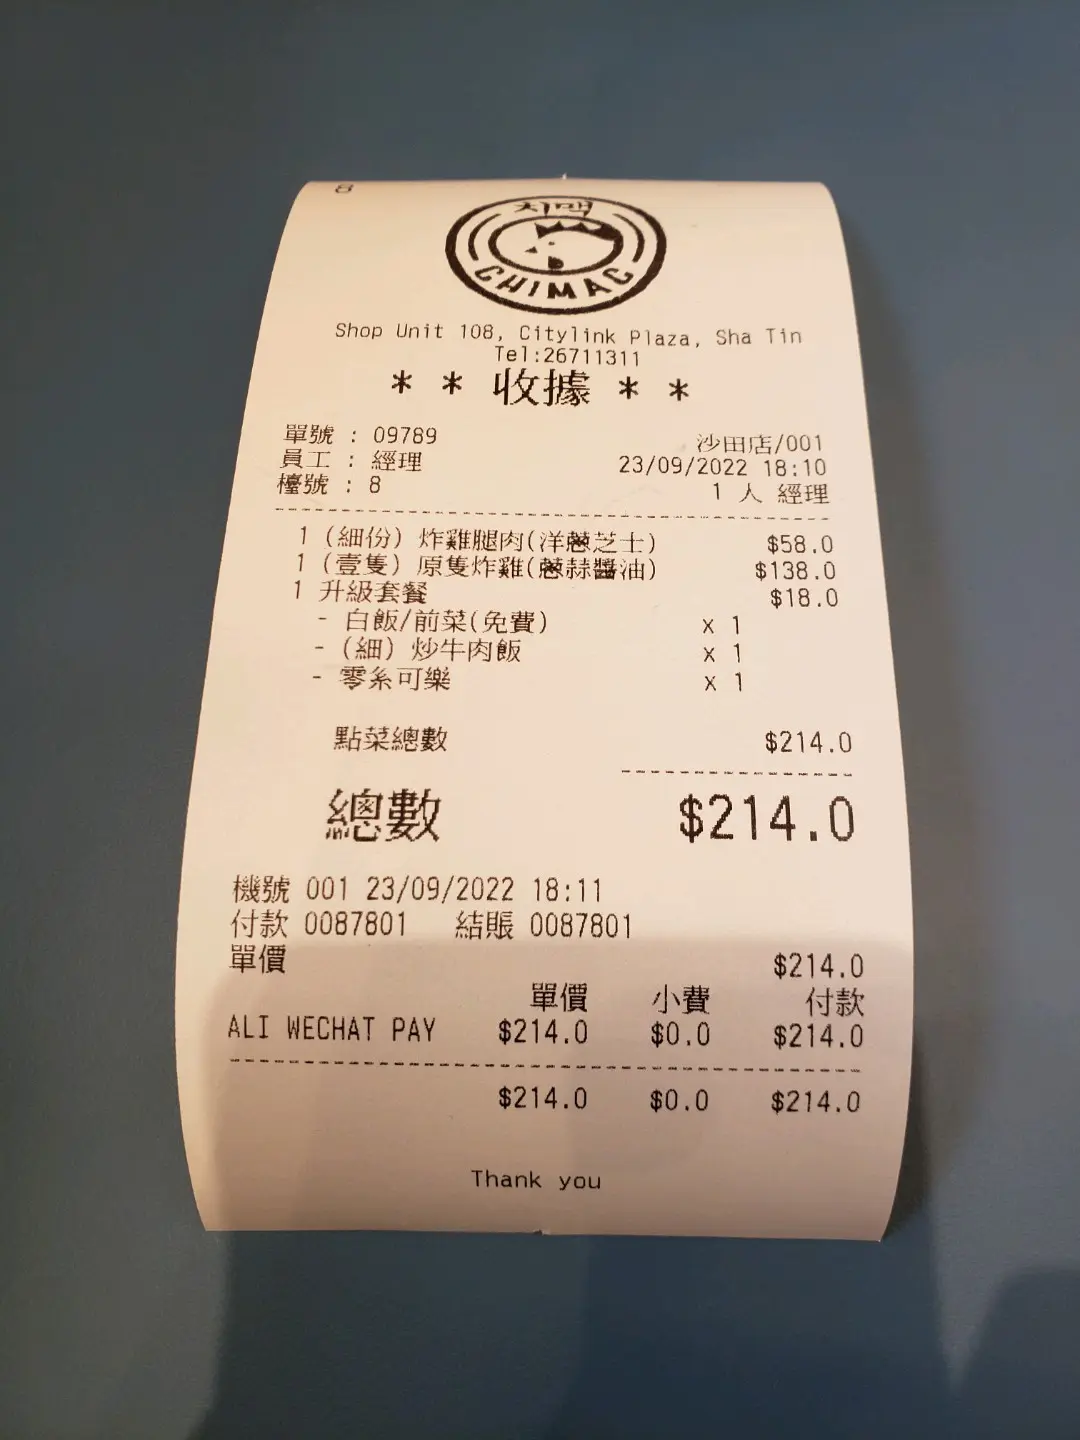 8
치맥
CHIMAC
Shop Unit 108, Citylink Plaza, Sha Tin
Tel:26711311
* * 收據 * *
單號 : 09789
沙田店/001
員工 : 經理
23/09/2022 18:10
檯號 : 8
1 人 經理
1 (細份) 炸雞腿肉(洋蔥芝士) $58.0
1 (壹隻) 原隻炸雞(蔥蒜醬油) $138.0
1 升級套餐 $18.0
- 白飯/前菜(免費) x 1
- (細) 炒牛肉飯 x 1
- 零系可樂 x 1
點菜總數 $214.0
總數 $214.0
機號 001 23/09/2022 18:11
付款 0087801 結賬 0087801
單價 $214.0
單價 小費 付款
ALI WECHAT PAY $214.0 $0.0 $214.0
$214.0 $0.0 $214.0
Thank you